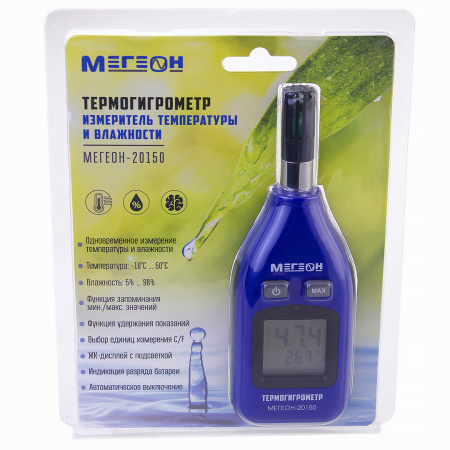 МЕГЕОН
ТЕРМОГИГРОМЕТР
ИЗМЕРИТЕЛЬ ТЕМПЕРАТУРЫ
И ВЛАЖНОСТИ
МЕГЕОН-20150
%
• Одновременное измерение
температуры и влажности
• Температура: -10°C ... 50°C
• Влажность: 5% ... 98%
• Функция запоминания
мин./макс. значений
• Функция удержания показаний
• Выбор единиц измерения C/F
• ЖК-дисплей с подсветкой
• Индикация разряда батареи
• Автоматическое выключение
МЕГЕОН
MAX
47.4
26.7
ТЕРМОГИГРОМЕТР
МЕГЕОН-20150